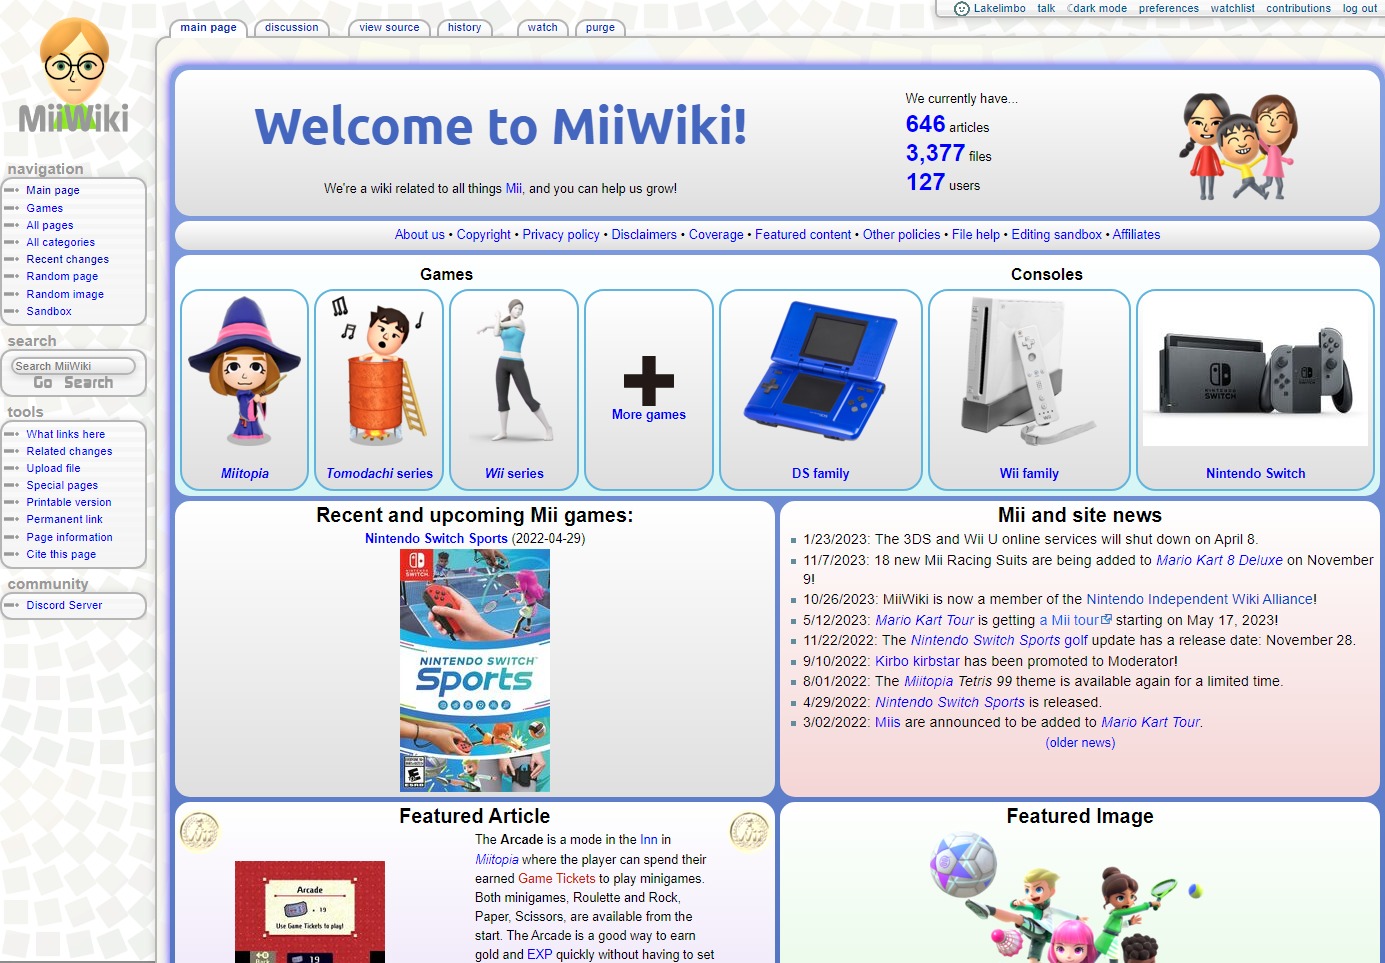 Lakelimbo talk dark mode preferences watchlist contributions log out
main page discussion view source history watch purge
MiiWiki
navigation
Main page
Games
All pages
All categories
Recent changes
Random page
Random image
Sandbox
search
Search MiiWiki
Go Search
tools
What links here
Related changes
Upload file
Special pages
Printable version
Permanent link
Page information
Cite this page
community
Discord Server
Welcome to MiiWiki!
We're a wiki related to all things Mii, and you can help us grow!
We currently have...
646 articles
3,377 files
127 users
About us • Copyright • Privacy policy • Disclaimers • Coverage • Featured content • Other policies • File help • Editing sandbox • Affiliates
Games
Miitopia
Tomodachi series
Wii series
More games
Consoles
DS family
Wii family
NINTENDO
SWITCH
Nintendo Switch
Recent and upcoming Mii games:
Nintendo Switch Sports (2022-04-29)
NINTENDO
SWITCH
NINTENDO SWITCH
Sports
E
ESRB
Mii and site news
1/23/2023: The 3DS and Wii U online services will shut down on April 8.
11/7/2023: 18 new Mii Racing Suits are being added to Mario Kart 8 Deluxe on November
9!
10/26/2023: MiiWiki is now a member of the Nintendo Independent Wiki Alliance!
5/12/2023: Mario Kart Tour is getting a Mii tour starting on May 17, 2023!
11/22/2022: The Nintendo Switch Sports golf update has a release date: November 28.
9/10/2022: Kirbo kirbstar has been promoted to Moderator!
8/01/2022: The Miitopia Tetris 99 theme is available again for a limited time.
4/29/2022: Nintendo Switch Sports is released.
3/02/2022: Miis are announced to be added to Mario Kart Tour.
(older news)
Featured Article
Arcade
× 19
Use Game Tickets to play!
Back
19
The Arcade is a mode in the Inn in
Miitopia where the player can spend their
earned Game Tickets to play minigames.
Both minigames, Roulette and Rock,
Paper, Scissors, are available from the
start. The Arcade is a good way to earn
gold and EXP quickly without having to set
Featured Image